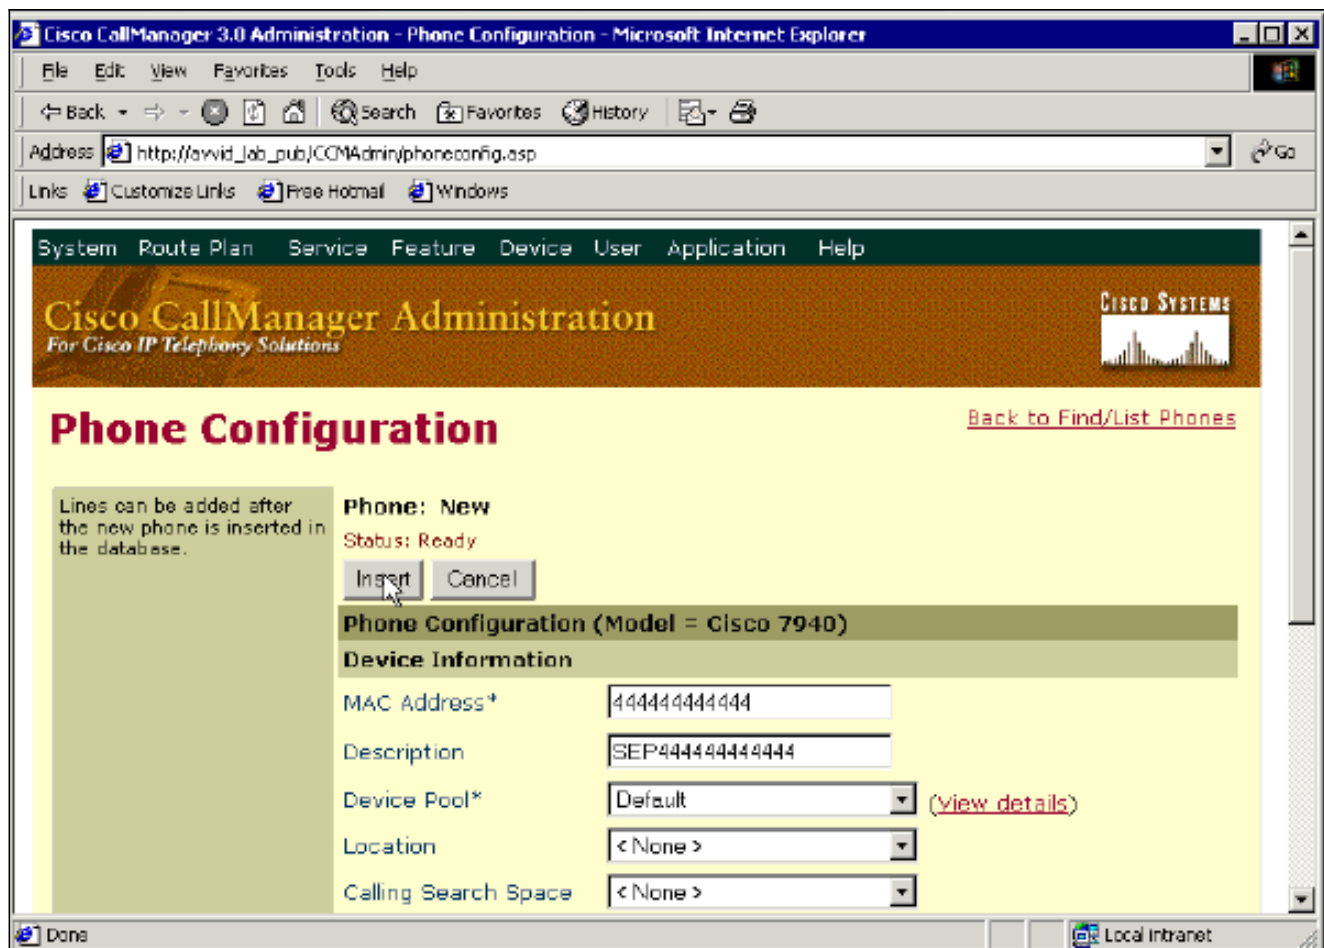 Cisco CallManager 3.0 Administration - Phone Configuration - Microsoft Internet Explorer
File Edit View Favorites Tools Help
Back Search Favorites History
Address http://avvid_lab_pub/CCMAdmin/phoneconfig.asp Go
Links Customize Links Free Hotmail Windows
System Route Plan Service Feature Device User Application Help
Cisco CallManager Administration
For Cisco IP Telephony Solutions
CISCO SYSTEMS
Phone Configuration
Back to Find/List Phones
Lines can be added after
the new phone is inserted in
the database.
Phone: New
Status: Ready
Insert Cancel
Phone Configuration (Model = Cisco 7940)
Device Information
MAC Address* 444444444444
Description SEP444444444444
Device Pool* Default (View details)
Location < None >
Calling Search Space < None >
Done Local intranet